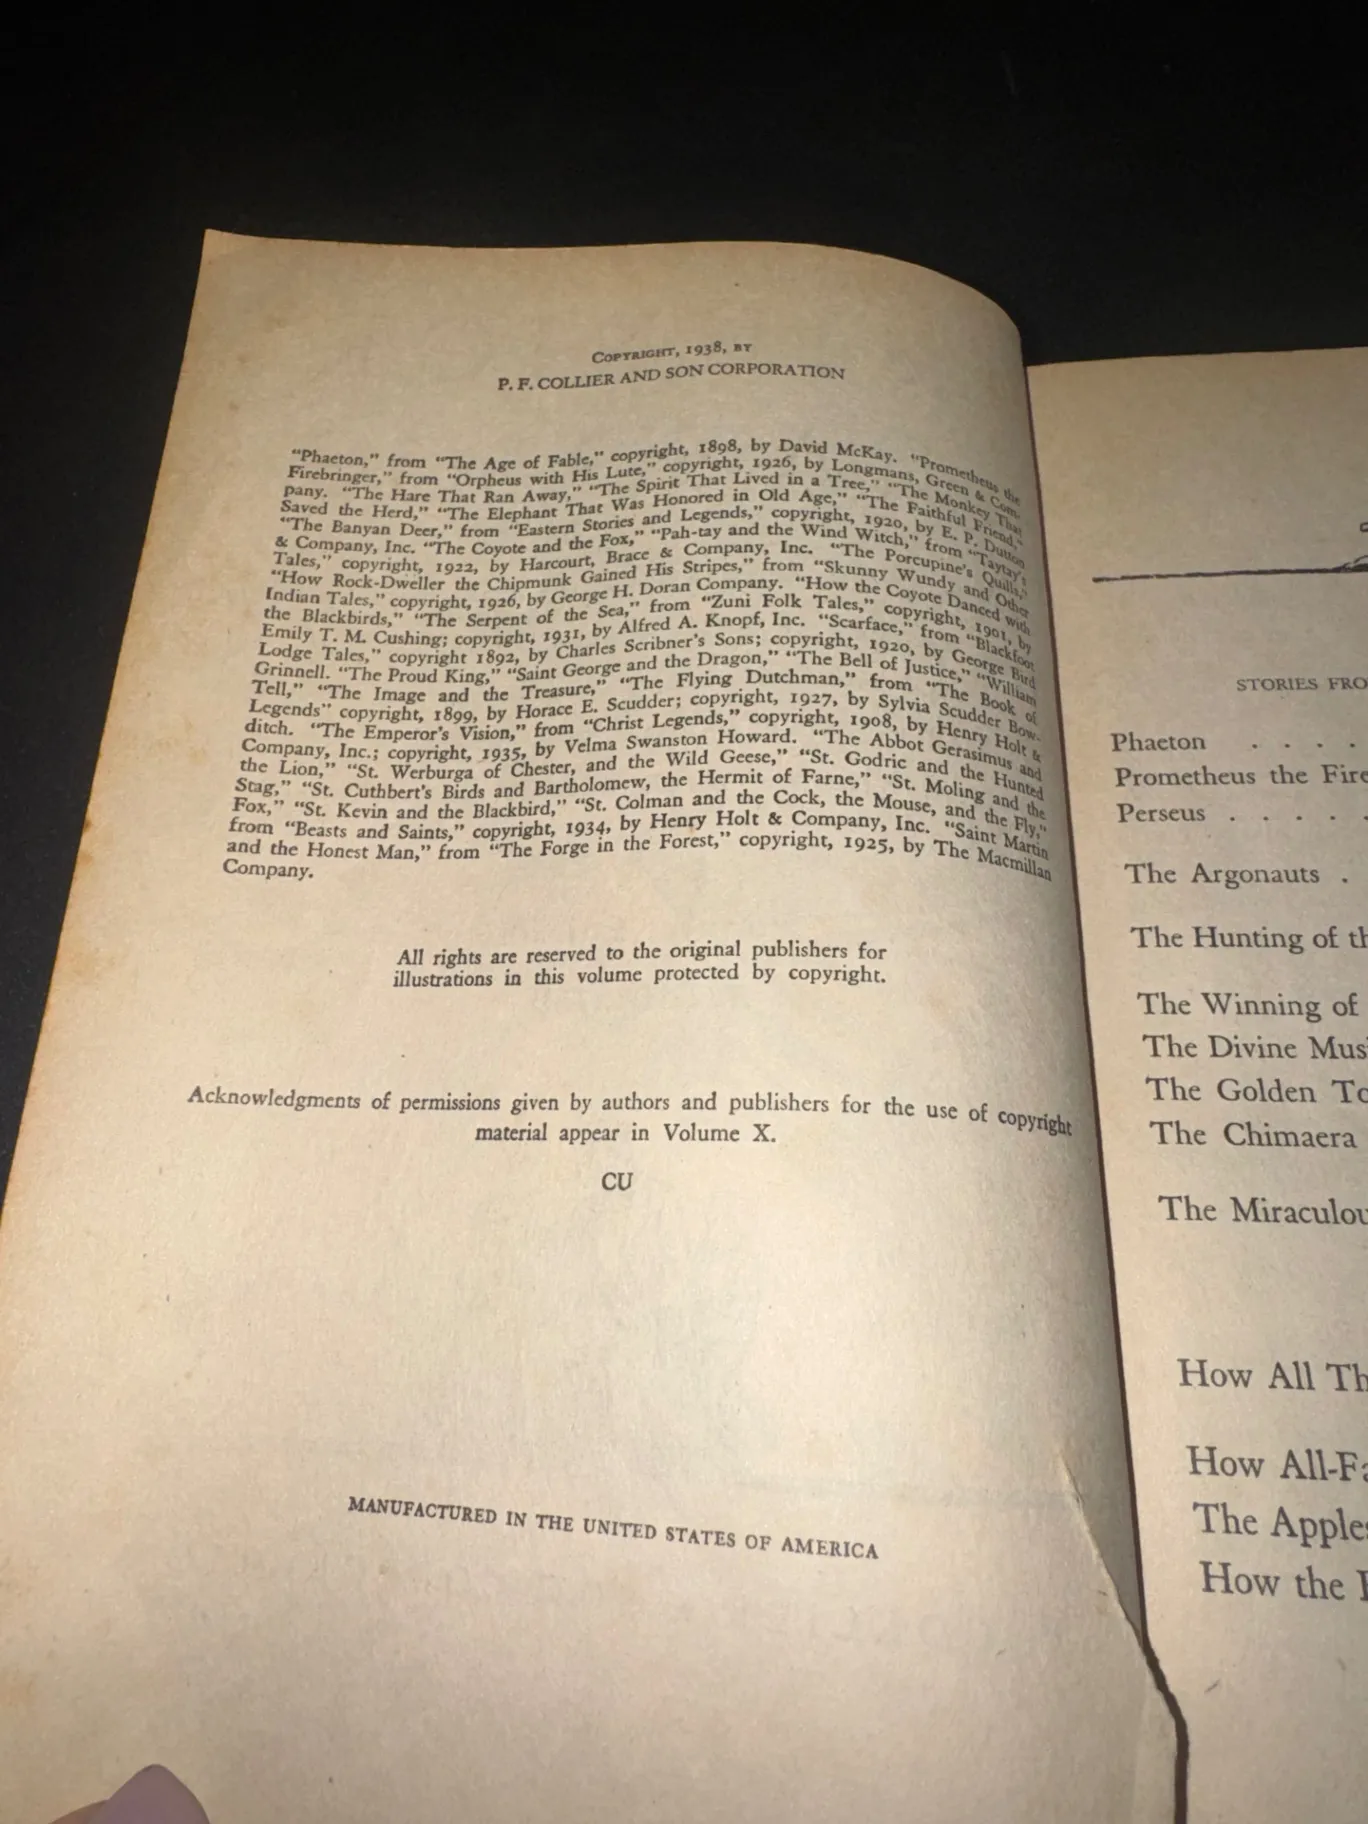 Copyright, 1938, by
P. F. COLLIER AND SON CORPORATION
"Phaeton," from "The Age of Fable," copyright, 1898, by David McKay. "Prometheus the
Firebringer," from "Orpheus with His Lute," copyright, 1926, by Longmans, Green & Com-
pany. "The Hare That Ran Away," "The Spirit That Lived in a Tree," "The Monkey That
Saved the Herd," "The Elephant That Was Honored in Old Age," "The Faithful Friend,"
"The Banyan Deer," from "Eastern Stories and Legends," copyright, 1920, by E. P. Dutton
& Company, Inc. "The Coyote and the Fox," "Pah-tay and the Wind Witch," from "Taytay's
Tales," copyright, 1922, by Harcourt, Brace & Company, Inc. "The Porcupine's Quills,"
"How Rock-Dweller the Chipmunk Gained His Stripes," from "Skunny Wundy and Other
Indian Tales," copyright, 1926, by George H. Doran Company. "How the Coyote Danced with
the Blackbirds," "The Serpent of the Sea," from "Zuni Folk Tales," copyright, 1901, by
Emily T. M. Cushing; copyright, 1931, by Alfred A. Knopf, Inc. "Scarface," from "Blackfoot
Lodge Tales," copyright 1892, by Charles Scribner's Sons; copyright, 1920, by George Bird
Grinnell. "The Proud King," "Saint George and the Dragon," "The Bell of Justice," "William
Tell," "The Image and the Treasure," "The Flying Dutchman," from "The Book of
Legends" copyright, 1899, by Horace E. Scudder; copyright, 1927, by Sylvia Scudder Bow-
ditch. "The Emperor's Vision," from "Christ Legends," copyright, 1908, by Henry Holt &
Company, Inc.; copyright, 1935, by Velma Swanston Howard. "The Abbot Gerasimus and
the Lion," "St. Werburga of Chester, and the Wild Geese," "St. Godric and the Hunted
Stag," "St. Cuthbert's Birds and Bartholomew, the Hermit of Farne," "St. Moling and the
Fox," "St. Kevin and the Blackbird," "St. Colman and the Cock, the Mouse, and the Fly,"
from "Beasts and Saints," copyright, 1934, by Henry Holt & Company, Inc. "Saint Martin
and the Honest Man," from "The Forge in the Forest," copyright, 1925, by The Macmillan
Company.
All rights are reserved to the original publishers for
illustrations in this volume protected by copyright.
Acknowledgments of permissions given by authors and publishers for the use of copyright
material appear in Volume X.
CU
MANUFACTURED IN THE UNITED STATES OF AMERICA
STORIES FRO
Phaeton . . . .
Prometheus the Fire
Perseus . . . . .
The Argonauts .
The Hunting of th
The Winning of
The Divine Musi
The Golden To
The Chimaera
The Miraculou
How All Th
How All-Fa
The Apples
How the